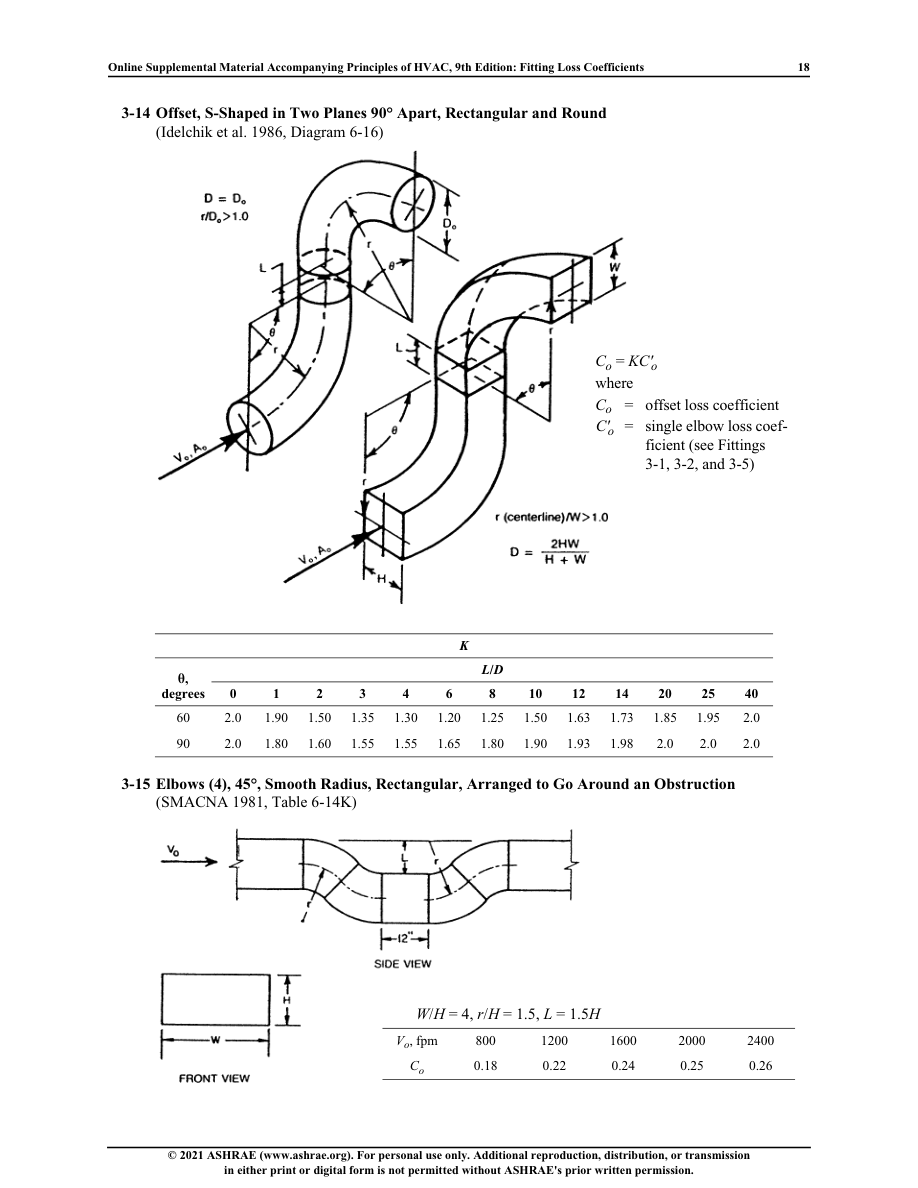 Online Supplemental Material Accompanying Principles of HVAC, 9th Edition: Fitting Loss Coefficients 18
3-14 Offset, S-Shaped in Two Planes 90° Apart, Rectangular and Round
(Idelchik et al. 1986, Diagram 6-16)
D = Do
r/Do>1.0
Do
r
θ
L
θ
r
Vo, Ao
W
r
L
θ
θ
r
Vo, Ao
H
Co = KC′o
where
Co = offset loss coefficient
C′o = single elbow loss coef-
ficient (see Fittings
3-1, 3-2, and 3-5)
r (centerline)/W>1.0
D = 2HW
H + W
K
θ, degrees L/D
0 1 2 3 4 6 8 10 12 14 20 25 40
60 2.0 1.90 1.50 1.35 1.30 1.20 1.25 1.50 1.63 1.73 1.85 1.95 2.0
90 2.0 1.80 1.60 1.55 1.55 1.65 1.80 1.90 1.93 1.98 2.0 2.0 2.0
3-15 Elbows (4), 45°, Smooth Radius, Rectangular, Arranged to Go Around an Obstruction
(SMACNA 1981, Table 6-14K)
Vo
L
r
r
12"
SIDE VIEW
H
W
FRONT VIEW
W/H = 4, r/H = 1.5, L = 1.5H
Vo, fpm 800 1200 1600 2000 2400
Co 0.18 0.22 0.24 0.25 0.26
© 2021 ASHRAE (www.ashrae.org). For personal use only. Additional reproduction, distribution, or transmission
in either print or digital form is not permitted without ASHRAE's prior written permission.